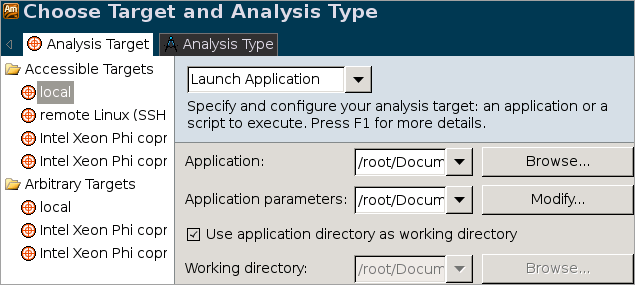 Am Choose Target and Analysis Type
Analysis Target Analysis Type
Accessible Targets
local
remote Linux (SSH
Intel Xeon Phi copr
Intel Xeon Phi copr
Arbitrary Targets
local
Intel Xeon Phi copr
Intel Xeon Phi copr
Launch Application
Specify and configure your analysis target: an application or a
script to execute. Press F1 for more details.
Application: /root/Docum Browse...
Application parameters: /root/Docum Modify...
Use application directory as working directory
Working directory: /root/Docum Browse...